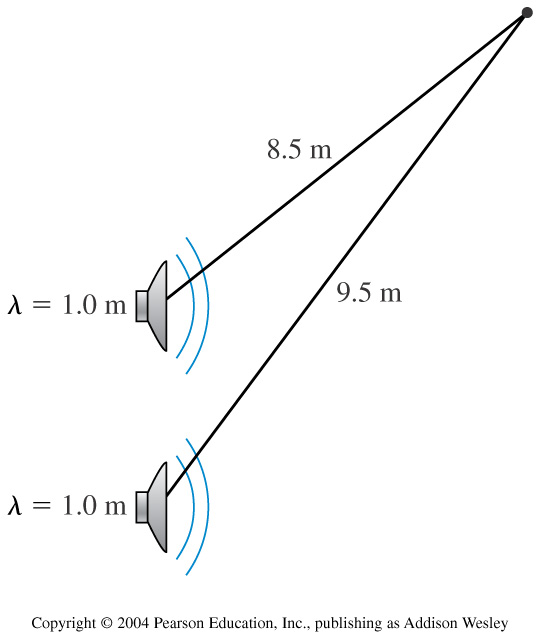 8.5 m
9.5 m
λ = 1.0 m
λ = 1.0 m
Copyright © 2004 Pearson Education, Inc., publishing as Addison Wesley